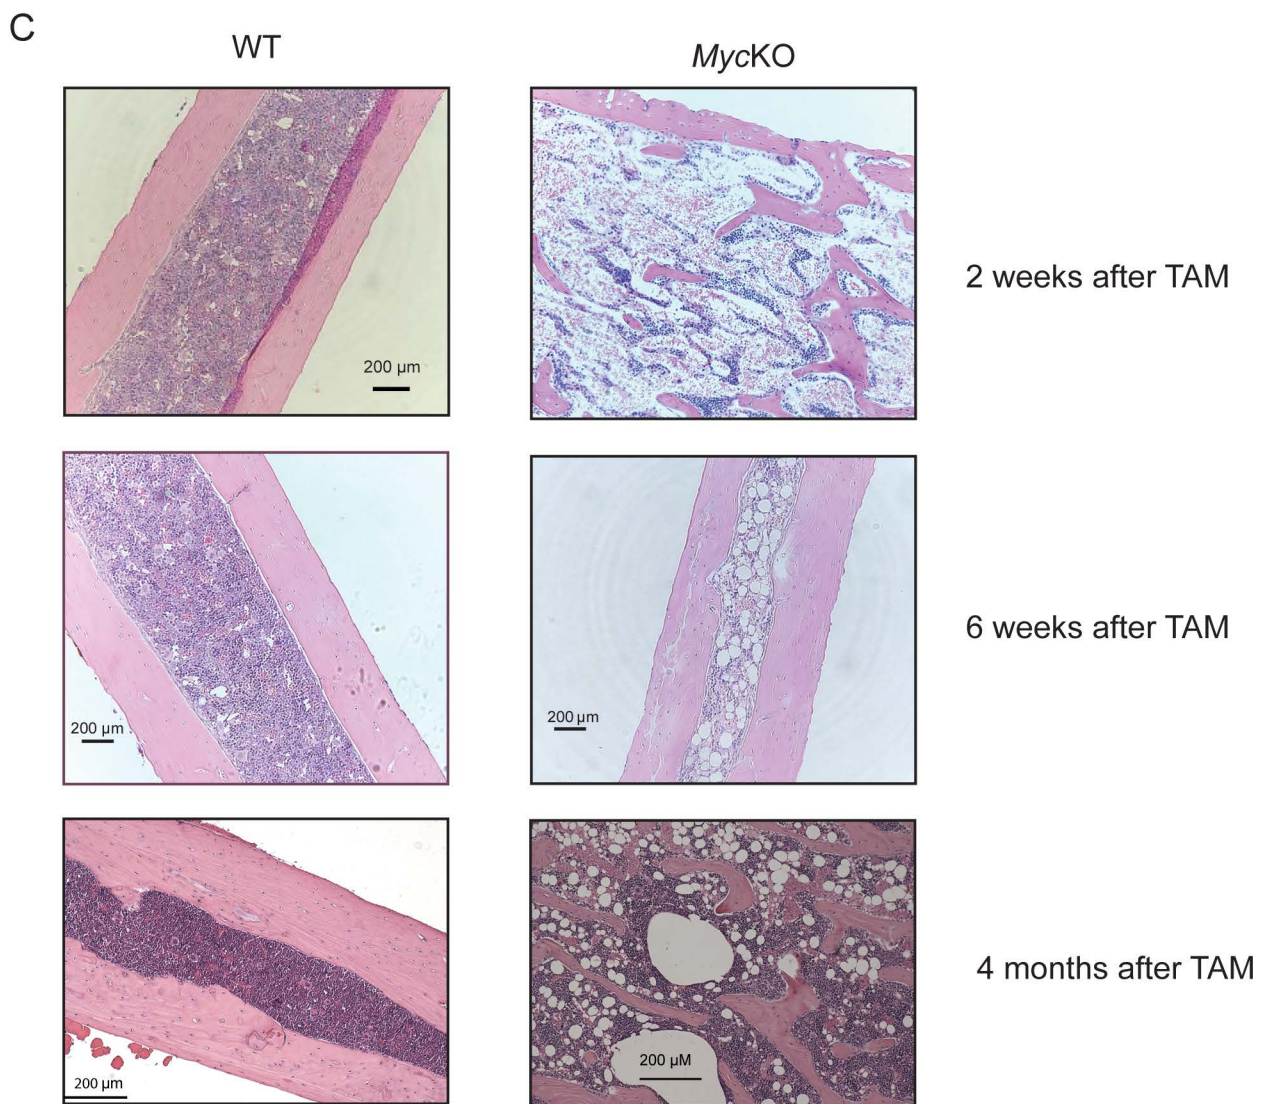 C
WT
MycKO
2 weeks after TAM
200 µm
6 weeks after TAM
200 µm
200 µm
4 months after TAM
200 µm
200 µM